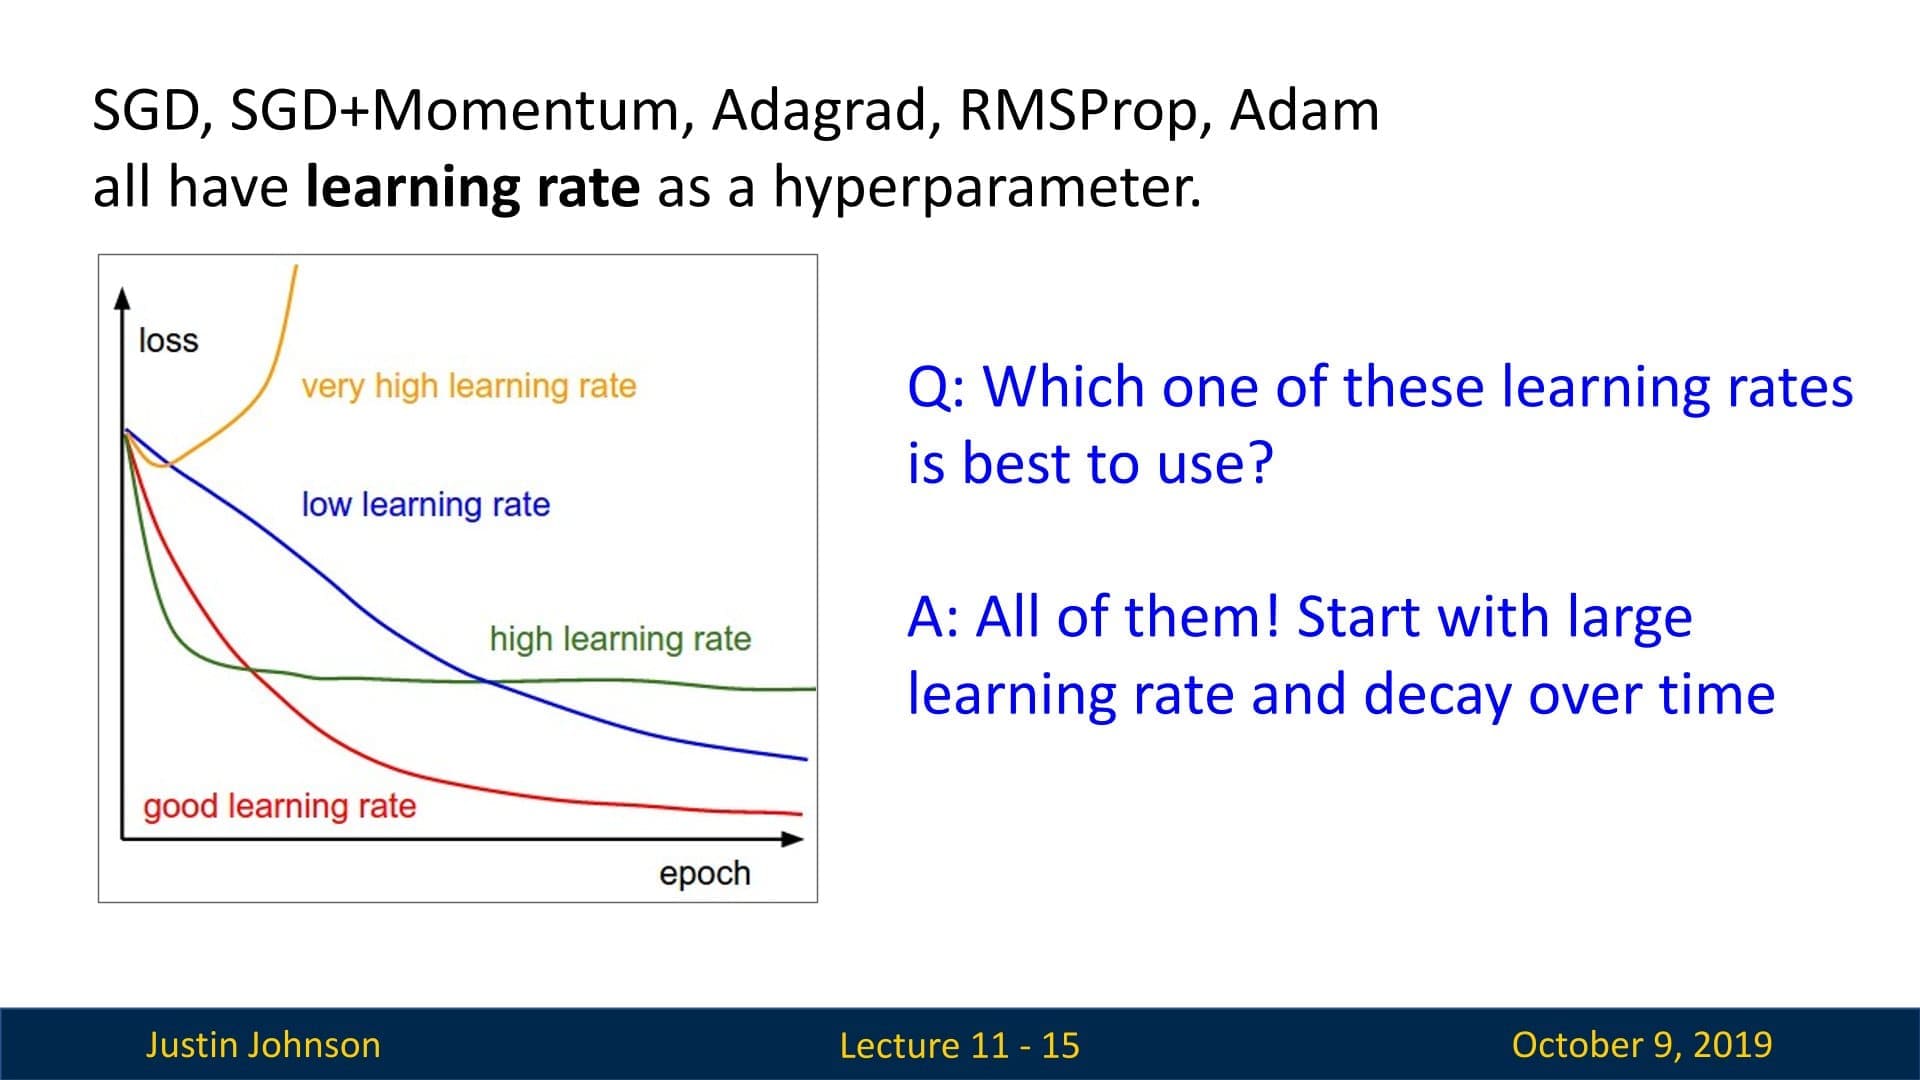 SGD, SGD+Momentum, Adagrad, RMSProp, Adam
all have learning rate as a hyperparameter.
loss
very high learning rate
low learning rate
high learning rate
good learning rate
epoch
Q: Which one of these learning rates
is best to use?
A: All of them! Start with large
learning rate and decay over time
Justin Johnson
Lecture 11 - 15
October 9, 2019